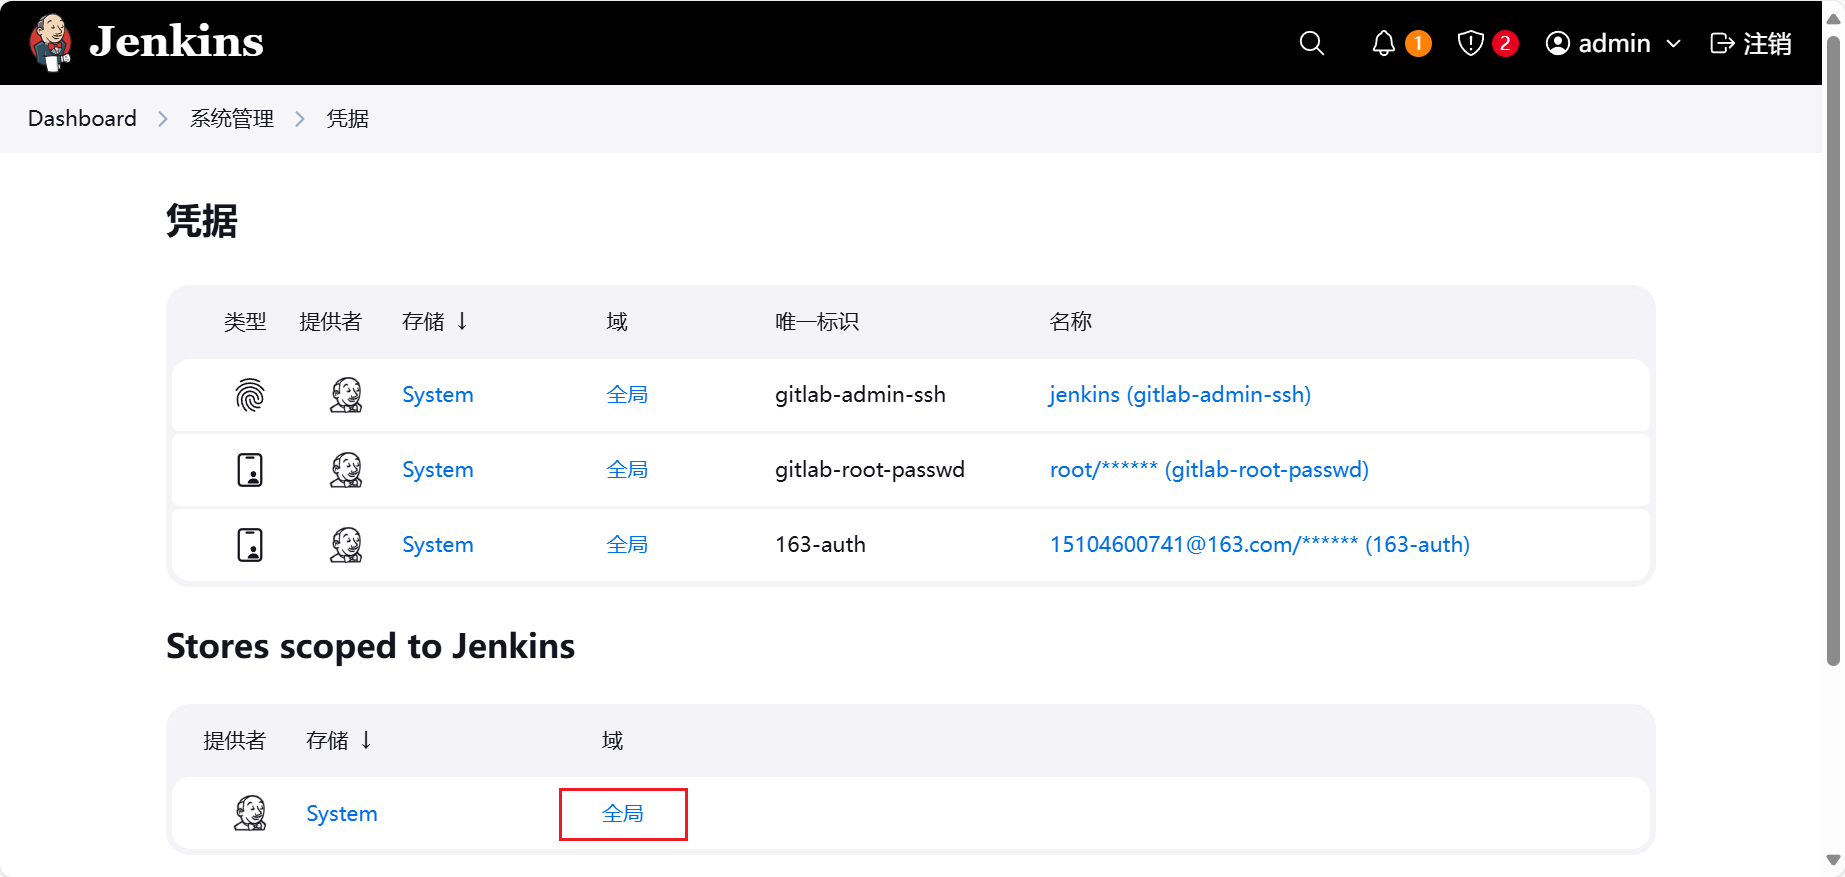 Jenkins
1
2
admin
注销
Dashboard
系统管理
凭据
凭据
类型 提供者 存储 ↓ 域 唯一标识 名称
System 全局 gitlab-admin-ssh jenkins (gitlab-admin-ssh)
System 全局 gitlab-root-passwd root/****** (gitlab-root-passwd)
System 全局 163-auth 15104600741@163.com/****** (163-auth)
Stores scoped to Jenkins
提供者 存储 ↓ 域
System 全局